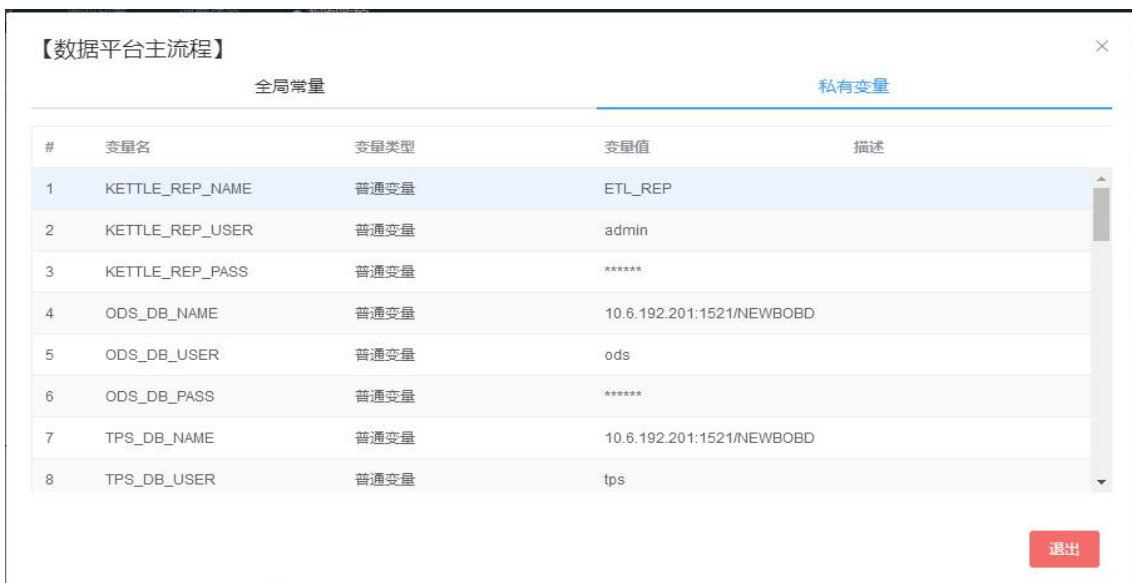 【数据平台主流程】 ×
全局常量 私有变量
# 变量名 变量类型 变量值 描述
1 KETTLE_REP_NAME 普通变量 ETL_REP
2 KETTLE_REP_USER 普通变量 admin
3 KETTLE_REP_PASS 普通变量 ******
4 ODS_DB_NAME 普通变量 10.6.192.201:1521/NEWBOBD
5 ODS_DB_USER 普通变量 ods
6 ODS_DB_PASS 普通变量 ******
7 TPS_DB_NAME 普通变量 10.6.192.201:1521/NEWBOBD
8 TPS_DB_USER 普通变量 tps
退出